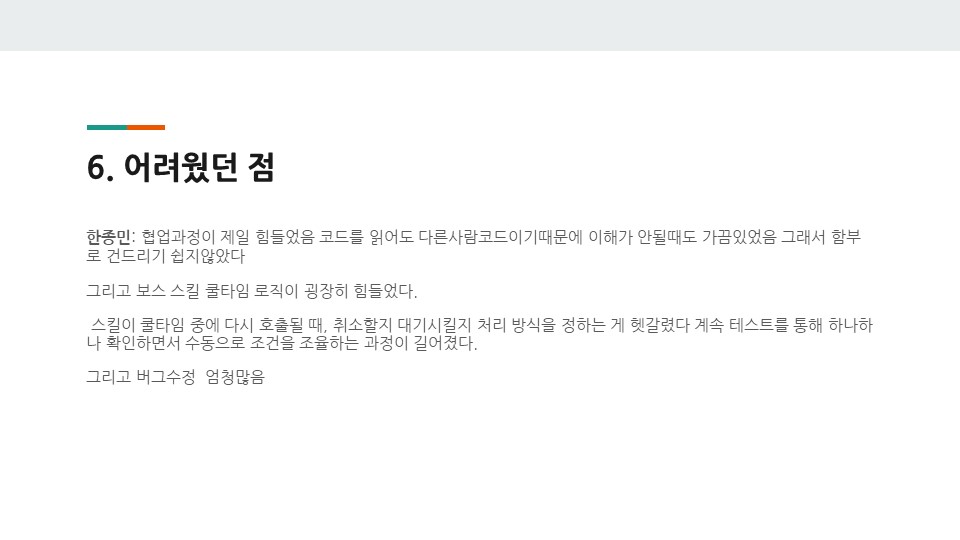 6. 어려웠던 점
한종민: 협업과정이 제일 힘들었음 코드를 읽어도 다른사람코드이기때문에 이해가 안될때도 가끔있었음 그래서 함부
로 건드리기 쉽지않았다
그리고 보스 스킬 쿨타임 로직이 굉장히 힘들었다.
스킬이 쿨타임 중에 다시 호출될 때, 취소할지 대기시킬지 처리 방식을 정하는 게 헷갈렸다 계속 테스트를 통해 하나하
나 확인하면서 수동으로 조건을 조율하는 과정이 길어졌다.
그리고 버그수정  엄청많음